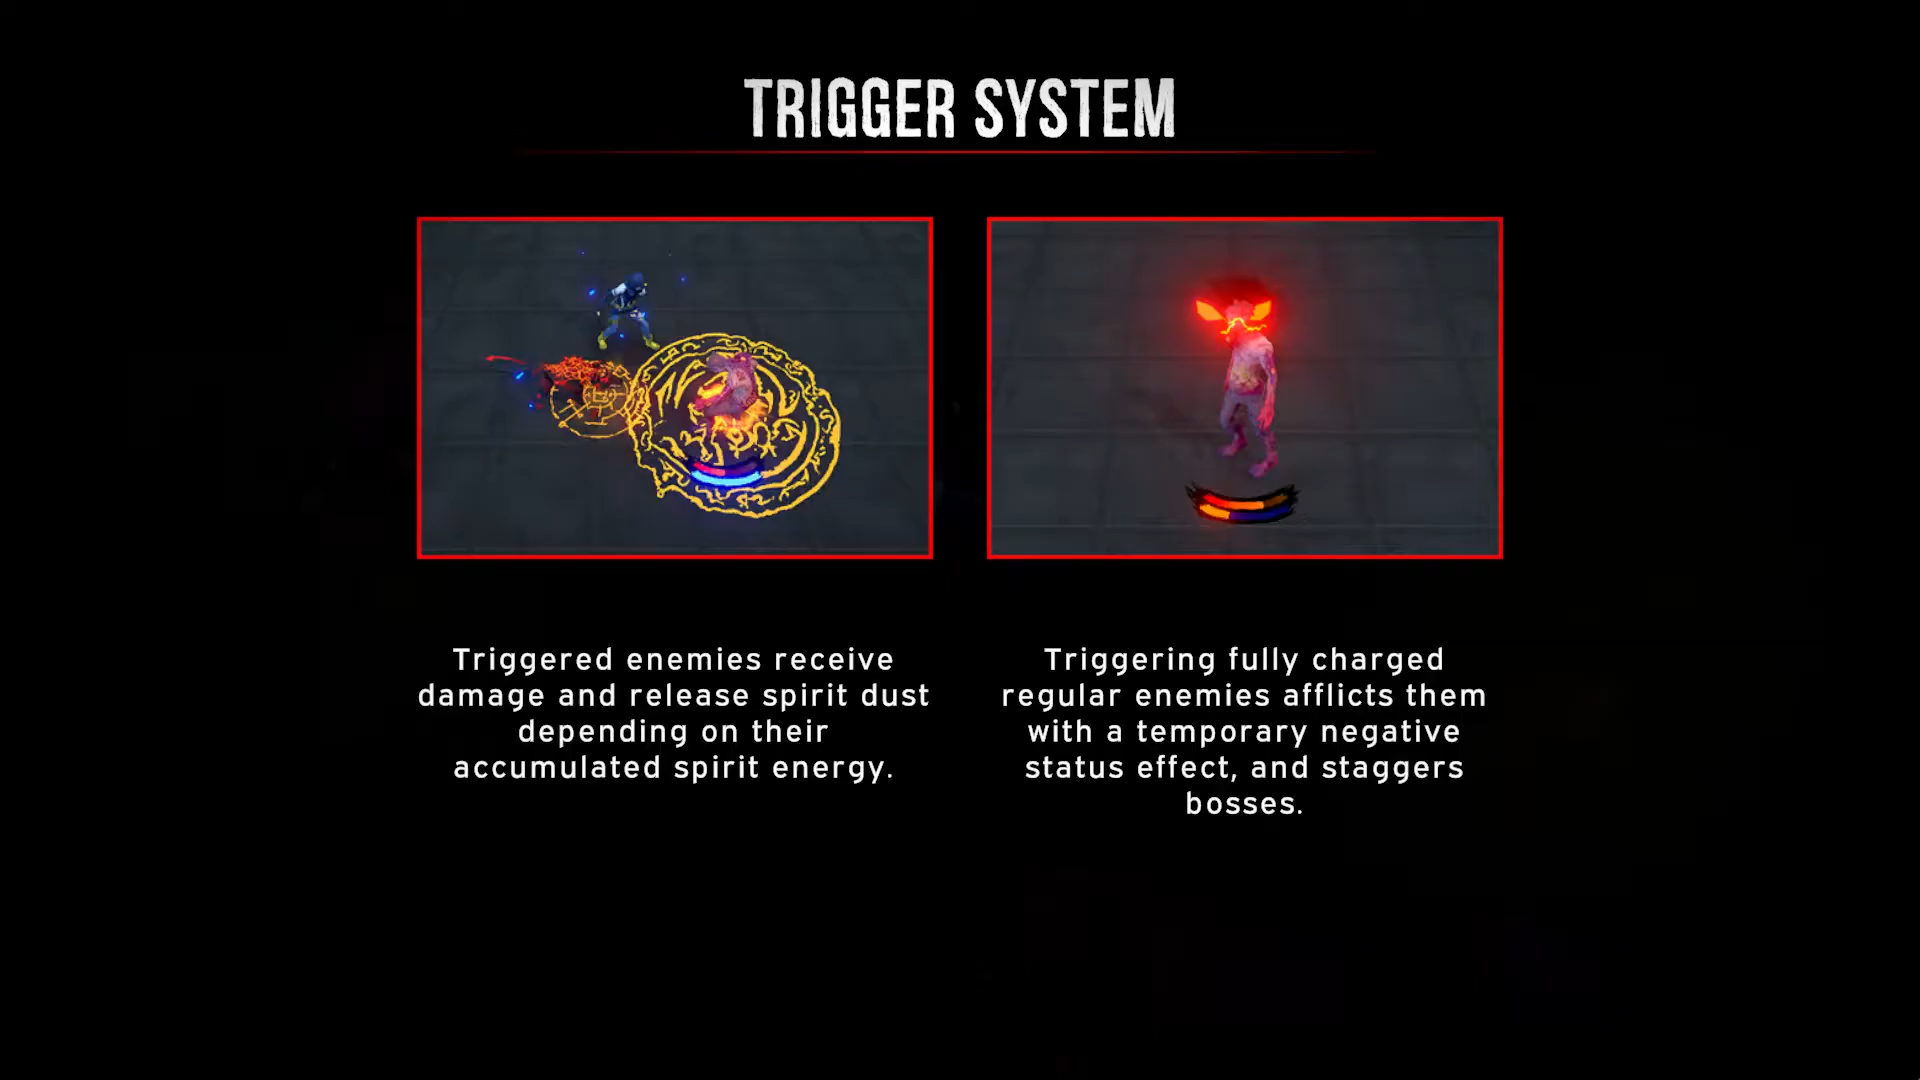 TRIGGER SYSTEM
Triggered enemies receive
damage and release spirit dust
depending on their
accumulated spirit energy.
Triggering fully charged
regular enemies afflicts them
with a temporary negative
status effect, and staggers
bosses.